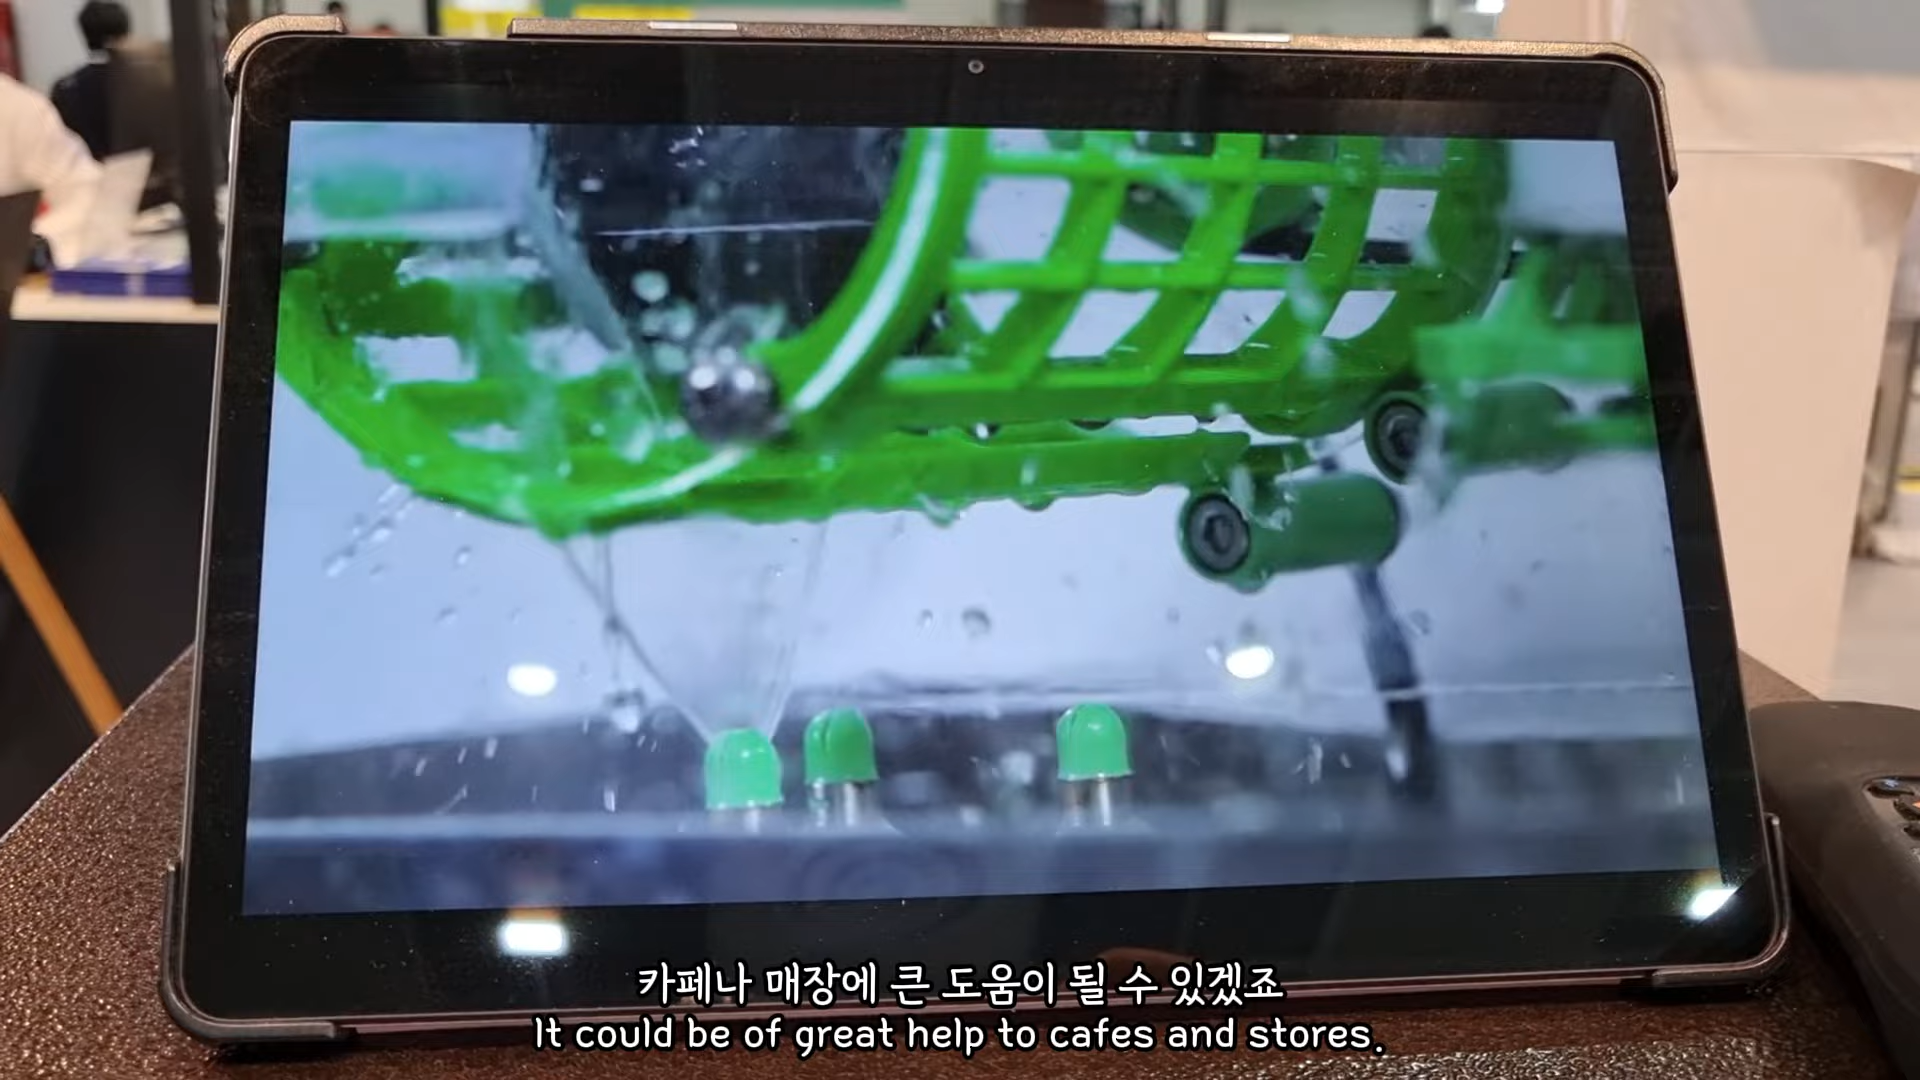 카페나 매장에 큰 도움이 될 수 있겠죠
It could be of great help to cafes and stores.